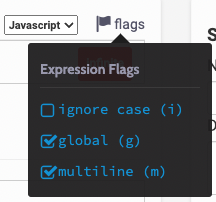 Javascript flags
Expression Flags
ignore case (i)
global (g)
multiline (m)